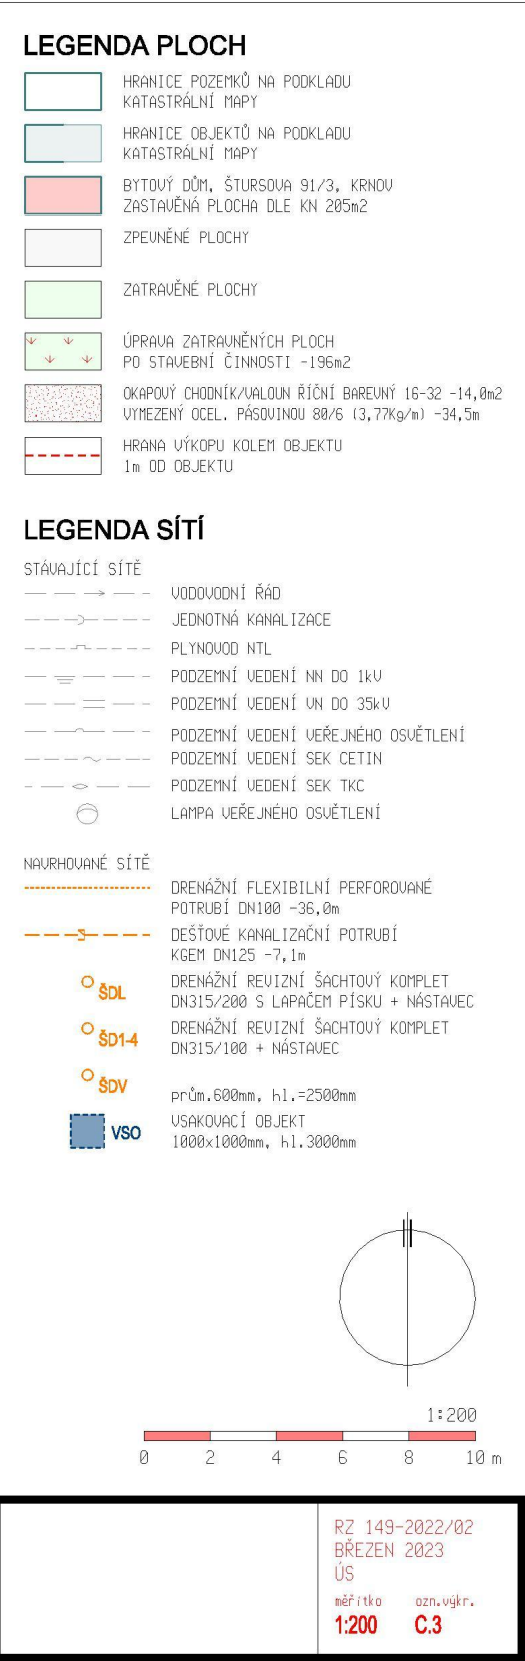 LEGENDA PLOCH
HRANICE POZEMKŮ NA PODKLADU
KATASTRÁLNÍ MAPY
HRANICE OBJEKTŮ NA PODKLADU
KATASTRÁLNÍ MAPY
BYTOVÝ DŮM, ŠTURSOVA 91/3, KRNOV
ZASTAVĚNÁ PLOCHA DLE KN 205m2
ZPEVNĚNÉ PLOCHY
ZATRAVĚNÉ PLOCHY
ÚPRAVA ZATRAVNĚNÝCH PLOCH
PO STAVEBNÍ ČINNOSTI -196m2
OKAPOVÝ CHODNÍK/VALOUN ŘÍČNÍ BAREVNÝ 16-32 -14,0m2
VYMEZENÝ OCEL. PÁSOVINOU 80/6 (3,77Kg/m) -34,5m
HRANA VÝKOPU KOLEM OBJEKTU
1m OD OBJEKTU
LEGENDA SÍTÍ
STÁVAJÍCÍ SÍTĚ
VODOVODNÍ ŘÁD
JEDNOTNÁ KANALIZACE
PLYNOVOD NTL
PODZEMNÍ VEDENÍ NN DO 1kV
PODZEMNÍ VEDENÍ VN DO 35kV
PODZEMNÍ VEDENÍ VEŘEJNÉHO OSVĚTLENÍ
PODZEMNÍ VEDENÍ SEK CETIN
PODZEMNÍ VEDENÍ SEK TKC
LAMPA VEŘEJNÉHO OSVĚTLENÍ
NAVRHOVANÉ SÍTĚ
DRENÁŽNÍ FLEXIBILNÍ PERFOROVANÉ
POTRUBÍ DN100 -36,0m
DEŠŤOVÉ KANALIZAČNÍ POTRUBÍ
KGEM DN125 -7,1m
ŠDL DRENÁŽNÍ REVIZNÍ ŠACHTOVÝ KOMPLET
DN315/200 S LAPAČEM PÍSKU + NÁSTAVEC
ŠD1-4 DRENÁŽNÍ REVIZNÍ ŠACHTOVÝ KOMPLET
DN315/100 + NÁSTAVEC
ŠDV
prům.600mm, hl.=2500mm
VSO VSAKOVACÍ OBJEKT
1000x1000mm, hl.3000mm
1:200
0 2 4 6 8 10 m
RZ 149-2022/02
BŘEZEN 2023
ÚS
měřítko ozn.výkr.
1:200 C.3